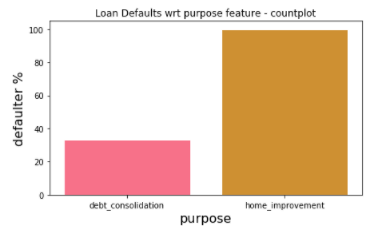 Loan Defaults wrt purpose feature - countplot
100
80
60
40
20
0
defaulter %
debt_consolidation home_improvement
purpose